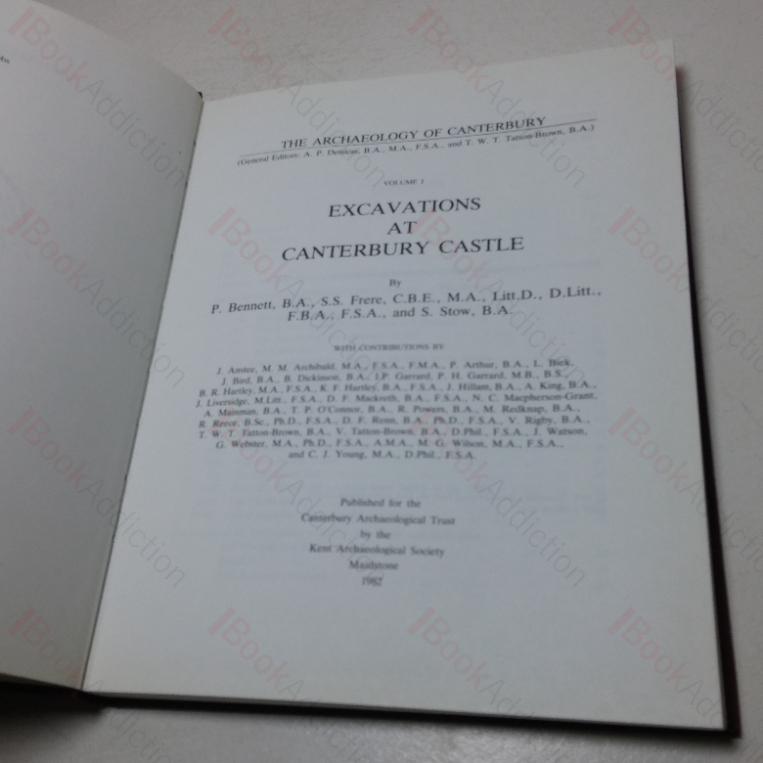 THE ARCHAEOLOGY OF CANTERBURY
(General Editors: A. P. Detsicas, B.A., M.A., F.S.A., and T. W. T. Tatton-Brown, B.A.)
VOLUME I
EXCAVATIONS
AT
CANTERBURY CASTLE
By
P. Bennett, B.A., S.S. Frere, C.B.E., M.A., Litt.D., D.Litt.,
F.B.A., F.S.A., and S. Stow, B.A.
WITH CONTRIBUTIONS BY
J. Anstee, M. M. Archibald, M.A., F.S.A., F.M.A., P. Arthur, B.A., L. Biek,
J. Bird, B.A., B. Dickinson, B.A., J.P. Garrard, P. H. Garrard, M.B., B.S.,
B. R. Hartley, M.A., F.S.A., K. F. Hartley, B.A., F.S.A., J. Hillam, B.A., A. King, B.A.,
J. Liversidge, M.Litt., F.S.A., D. F. Mackreth, B.A., F.S.A., N. C. Macpherson-Grant,
A. Mainman, B.A., T. P. O'Connor, B.A., R. Powers, B.A., M. Redknap, B.A.,
R. Reece, B.Sc., Ph.D., F.S.A., D. F. Renn, B.A., Ph.D., F.S.A., V. Rigby, B.A.,
T. W. T. Tatton-Brown, B.A., V. Tatton-Brown, B.A., D.Phil., F.S.A., J. Watson,
G. Webster, M.A., Ph.D., F.S.A., A.M.A., M. G. Wilson, M.A., F.S.A.,
and C. J. Young, M.A., D.Phil., F.S.A.
Published for the
Canterbury Archaeological Trust
by the
Kent Archaeological Society
Maidstone
1982
BookAddiction